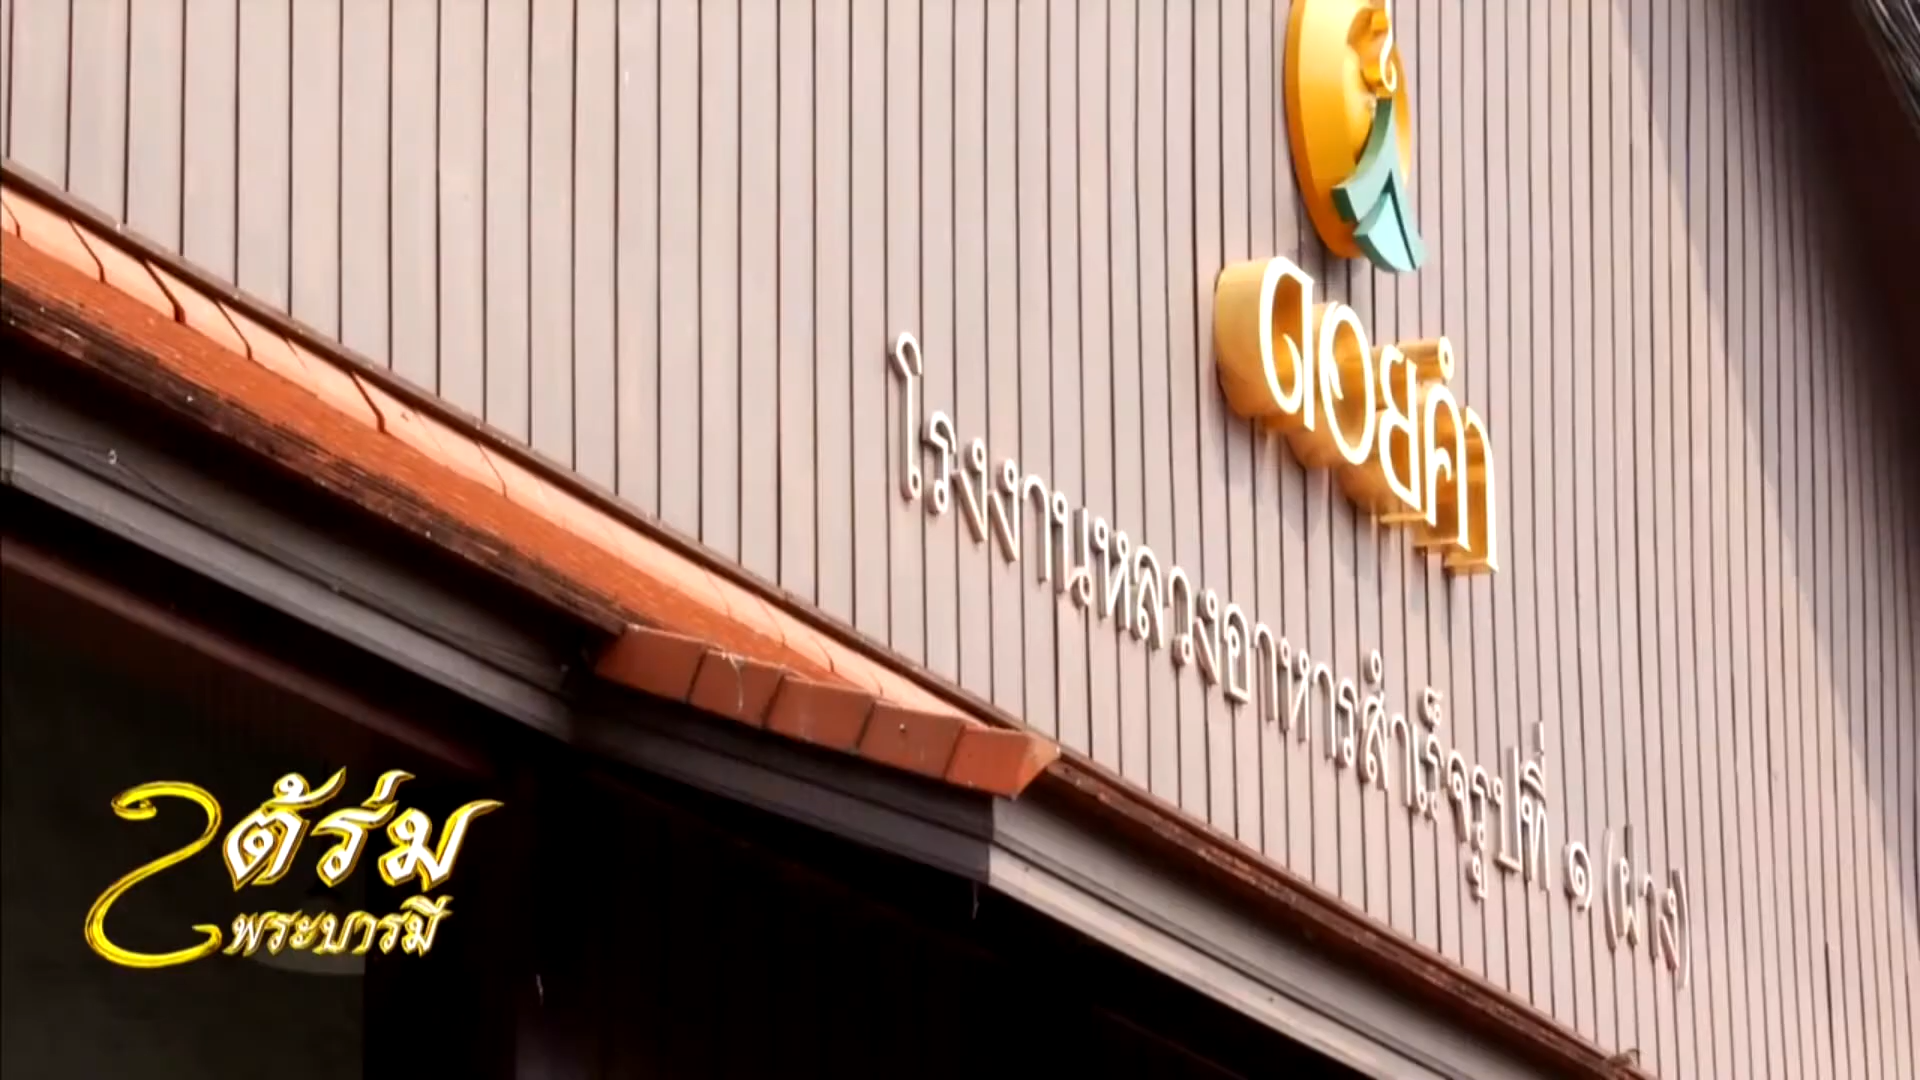 ดอยคำ
โรงงานหลวงอาหารสำเร็จรูปที่ ๑ (ฝาง)
ใต้ร่ม
พระบารมี